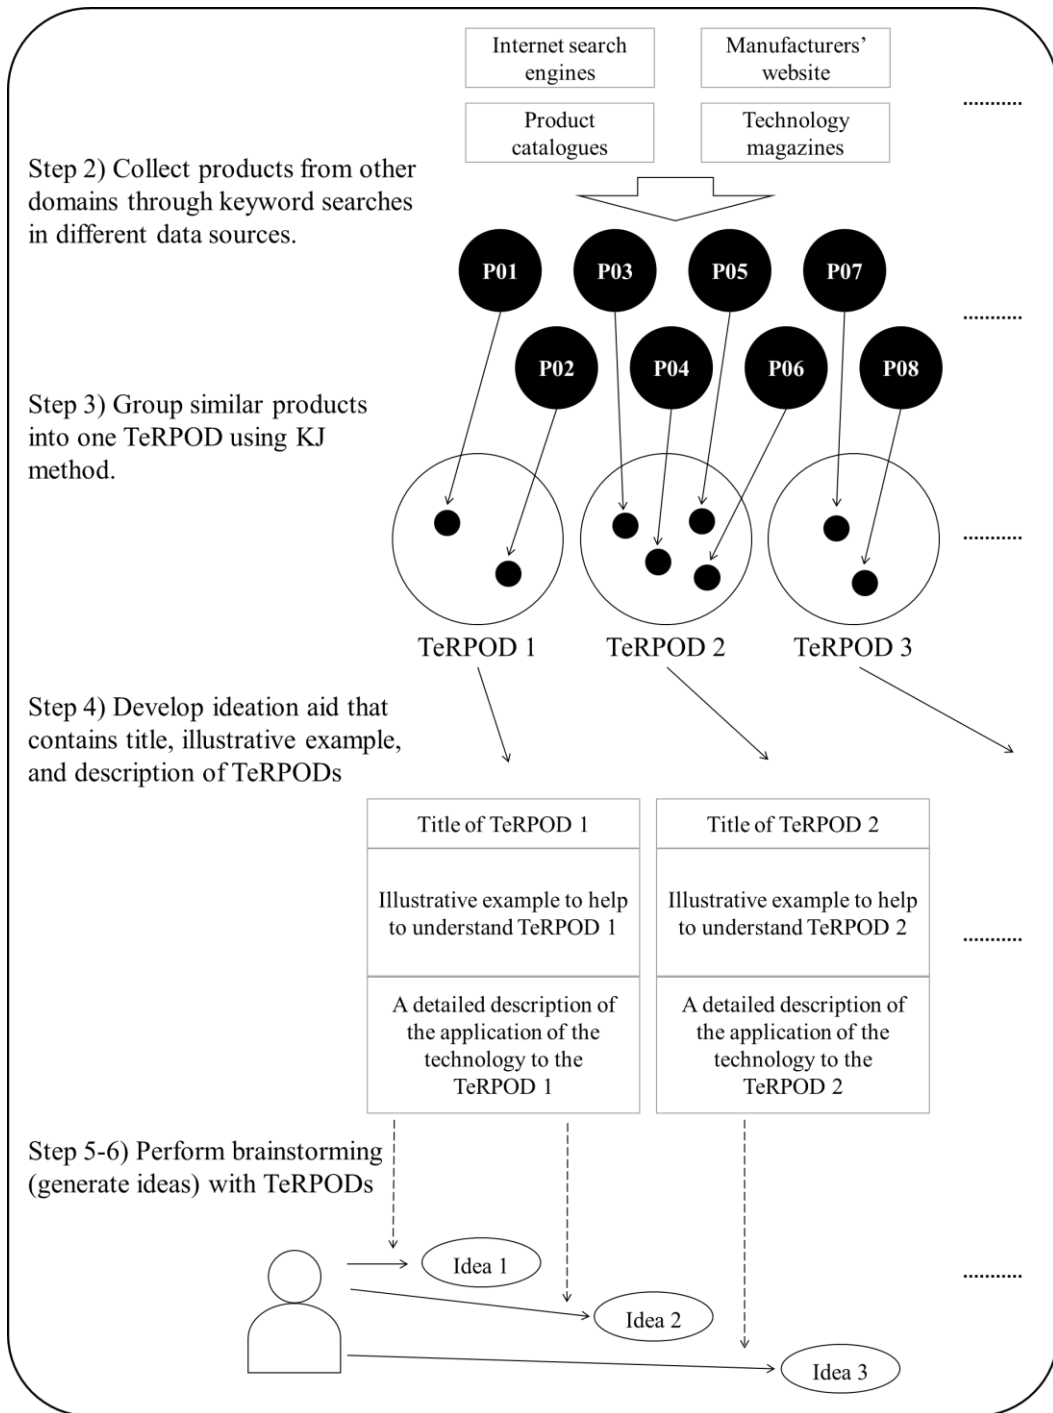 Internet search
engines
Manufacturers’
website
...........
Product
catalogues
Technology
magazines
Step 2) Collect products from other
domains through keyword searches
in different data sources.
P01
P03
P05
P07
...........
P02
P04
P06
P08
Step 3) Group similar products
into one TeRPOD using KJ
method.
...........
TeRPOD 1
TeRPOD 2
TeRPOD 3
Step 4) Develop ideation aid that
contains title, illustrative example,
and description of TeRPODs
Title of TeRPOD 1
Illustrative example to help
to understand TeRPOD 1
A detailed description of
the application of the
technology to the
TeRPOD 1
Title of TeRPOD 2
Illustrative example to help
to understand TeRPOD 2
A detailed description of
the application of the
technology to the
TeRPOD 2
...........
Step 5-6) Perform brainstorming
(generate ideas) with TeRPODs
Idea 1
Idea 2
Idea 3
...........